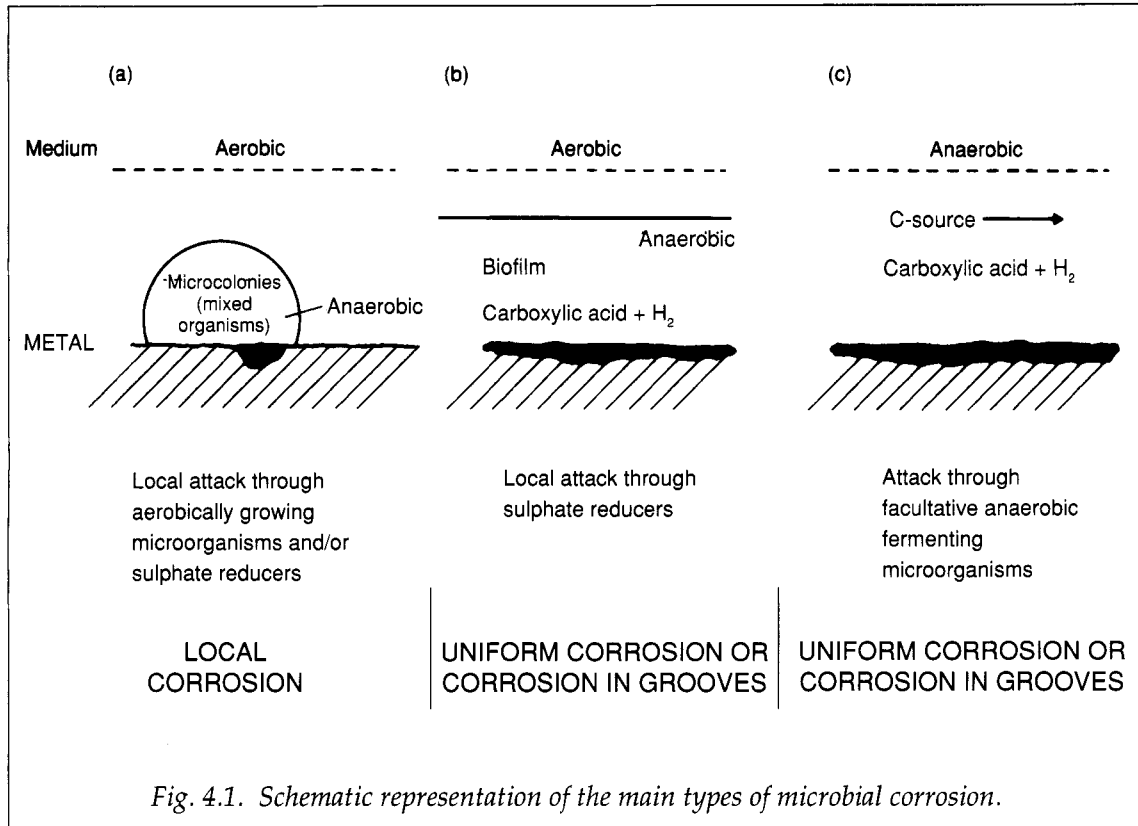 (a)
(b)
(c)
Medium
Aerobic
Aerobic
Anaerobic
C-source
Anaerobic
Biofilm
Carboxylic acid + H₂
Microcolonies
(mixed
organisms)
Anaerobic
Carboxylic acid + H₂
METAL
Local attack through
aerobically growing
microorganisms and/or
sulphate reducers
Local attack through
sulphate reducers
Attack through
facultative anaerobic
fermenting
microorganisms
LOCAL
CORROSION
UNIFORM CORROSION OR
CORROSION IN GROOVES
UNIFORM CORROSION OR
CORROSION IN GROOVES
Fig. 4.1. Schematic representation of the main types of microbial corrosion.